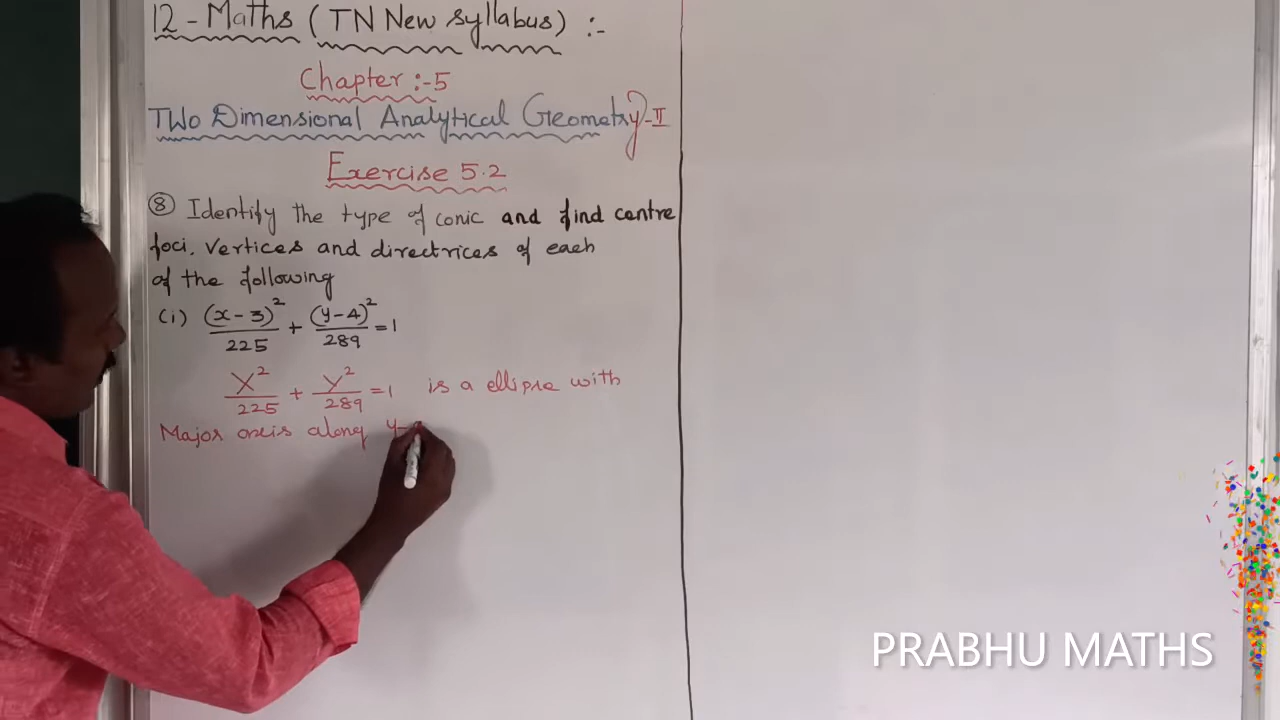 12 - Maths (TN New syllabus) :-
Chapter :-5
TWo Dimensional Analytical Geometry-II
Exercise 5.2
⑧ Identify the type of conic and find centre
foci, vertices and directrices of each
of the following
(i) (x-3)²/225 + (y-4)²/289 = 1
X²/225 + Y²/289 = 1 is a ellipse with
Major axis along y-
PRABHU MATHS